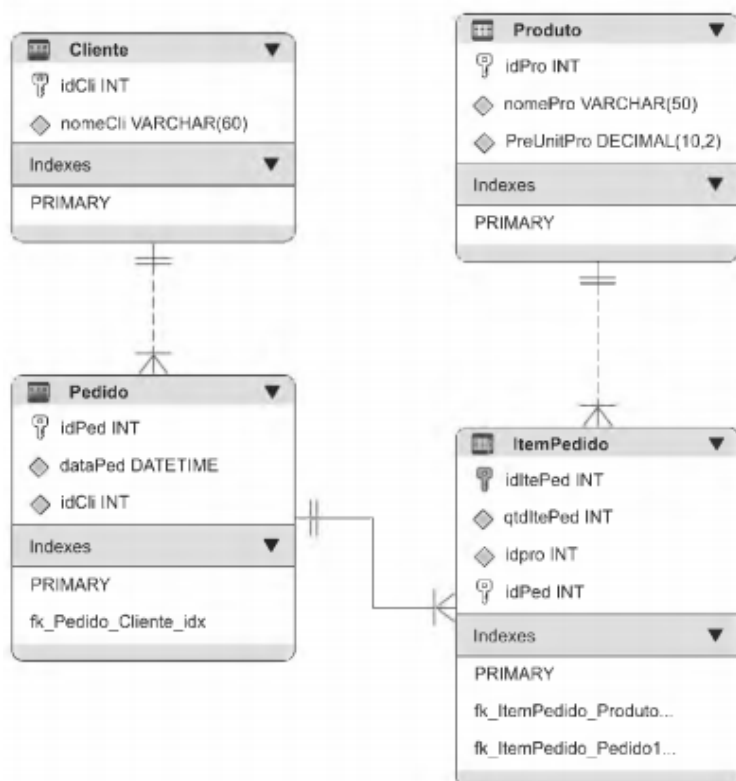 Cliente
idCli INT
nomeCli VARCHAR(60)
Indexes
PRIMARY
Produto
idPro INT
nomePro VARCHAR(50)
PreUnitPro DECIMAL(10,2)
Indexes
PRIMARY
Pedido
idPed INT
dataPed DATETIME
idCli INT
Indexes
PRIMARY
fk_Pedido_Cliente_idx
ItemPedido
idItePed INT
qtdItePed INT
idpro INT
idPed INT
Indexes
PRIMARY
fk_ItemPedido_Produto...
fk_ItemPedido_Pedido1...